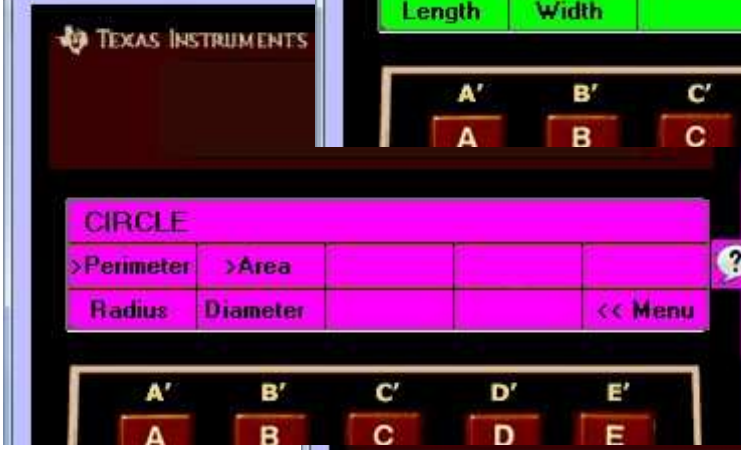 Length Width
TEXAS INSTRUMENTS
A' B' C'
A B C
CIRCLE
>Perimeter >Area
Radius Diameter << Menu
?
A' B' C' D' E'
A B C D E